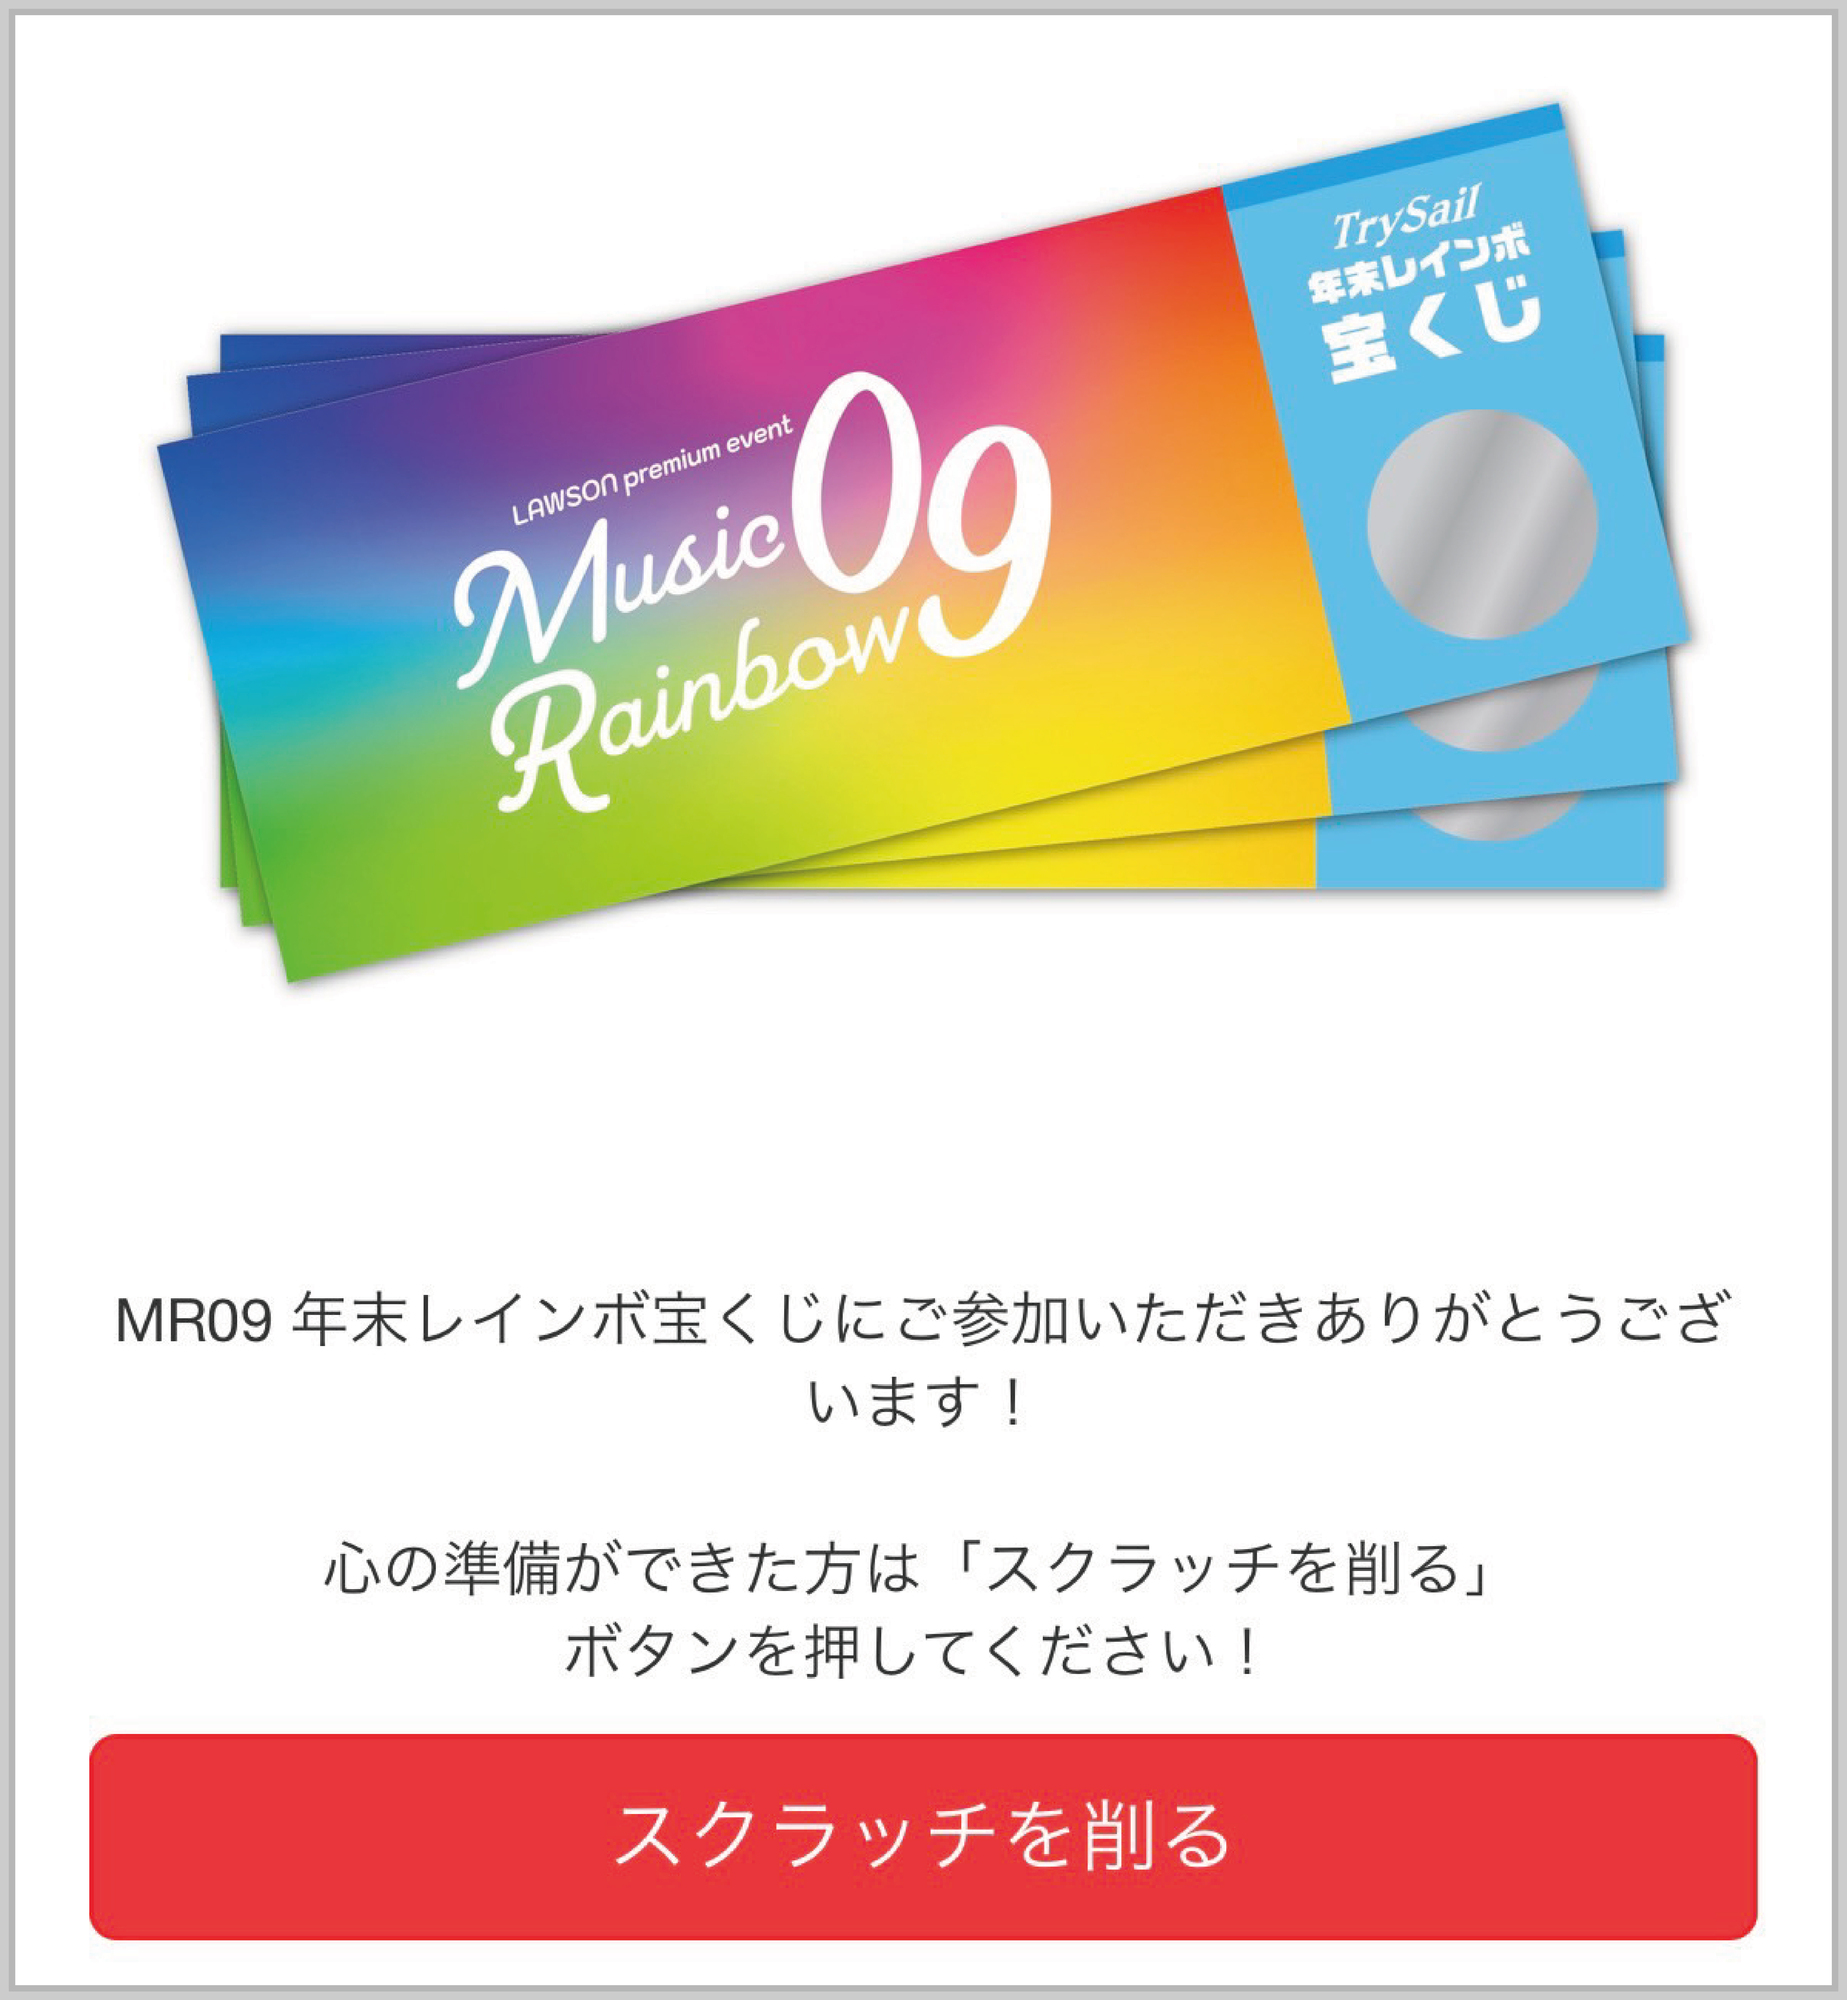 TrySail
年末レインボ
宝くじ
LAWSON premium event
Music 09
Rainbow
MR09 年末レインボ宝くじにご参加いただきありがとうござ
います！
心の準備ができた方は「スクラッチを削る」
ボタンを押してください！
スクラッチを削る